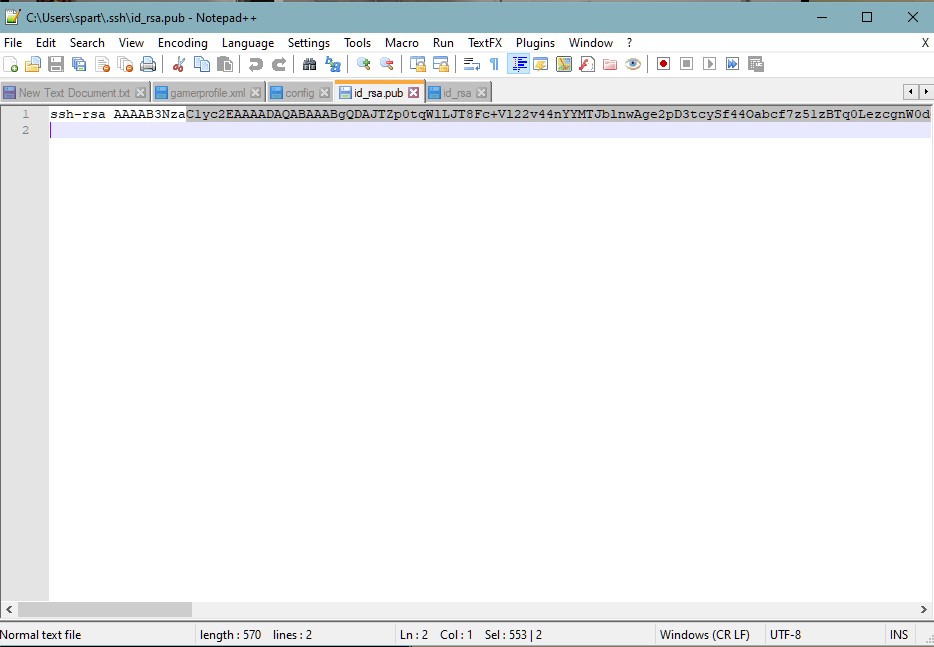 C:\Users\spart\.ssh\id_rsa.pub - Notepad++
File Edit Search View Encoding Language Settings Tools Macro Run TextFX Plugins Window ? X
New Text Document.txt gamerprofile.xml config id_rsa.pub id_rsa
1 ssh-rsa AAAAB3NzaC1yc2EAAAADAQABAAABgQDAJTZp0tqWlLJT8Fc+Vl22v44nYYMTJblnwAge2pD3tcySf44Oabcf7z5lzBTq0LezcgnW0d
2
Normal text file length : 570 lines : 2 Ln : 2 Col : 1 Sel : 553 | 2 Windows (CR LF) UTF-8 INS